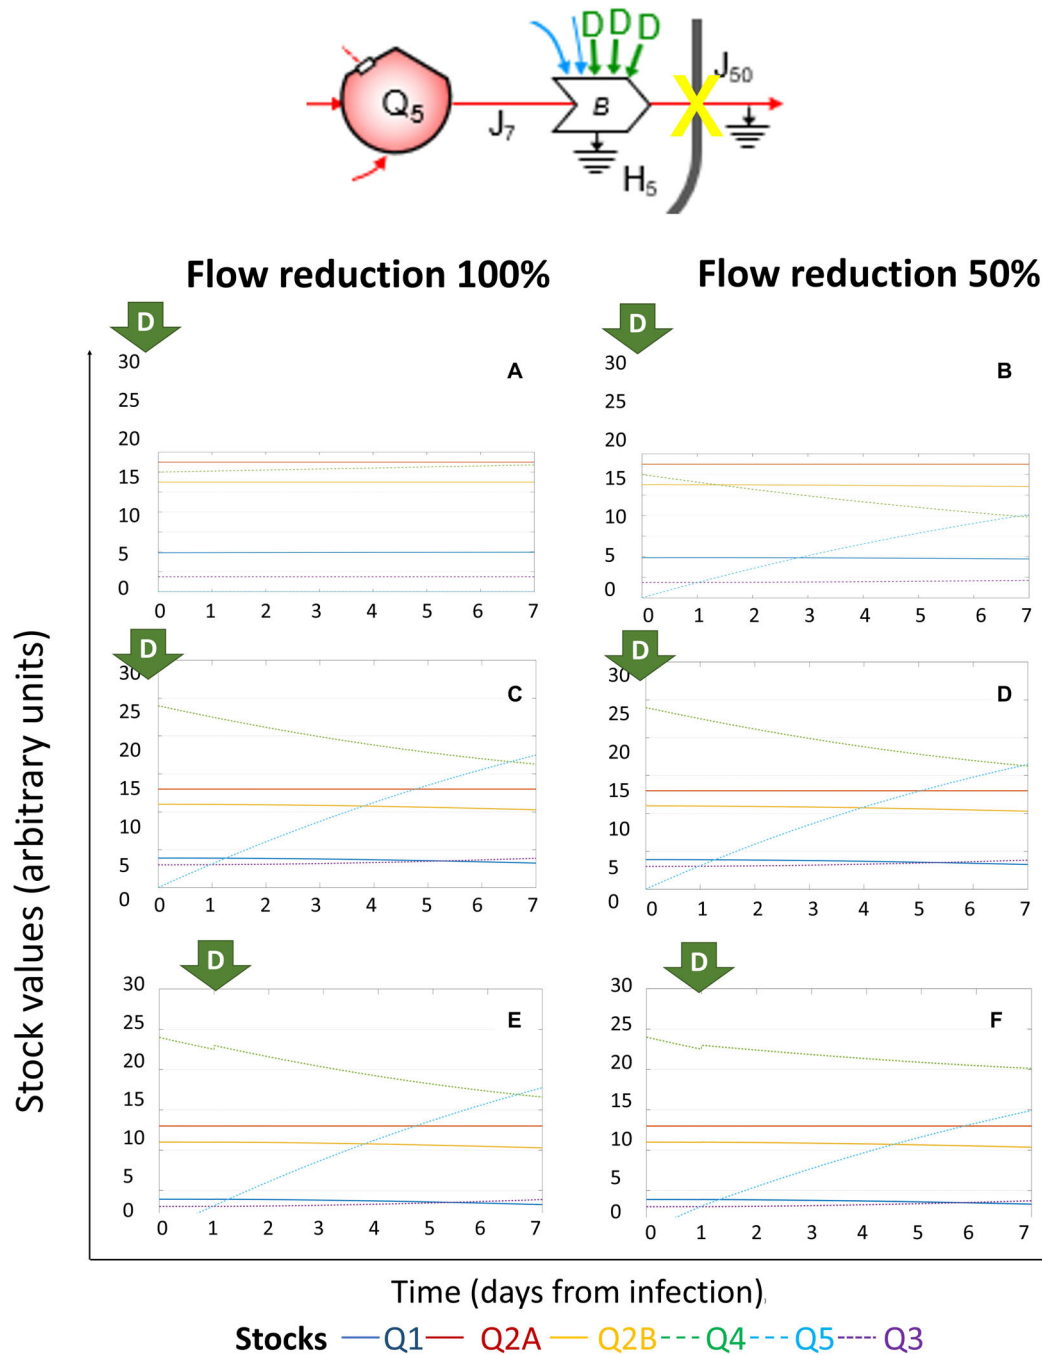 D D D
Q5
J7
B
H5
X
J50
Flow reduction 100%
Flow reduction 50%
D
D
A
B
30
25
20
15
10
5
0
0 1 2 3 4 5 6 7
30
25
20
15
10
5
0
0 1 2 3 4 5 6 7
D
D
C
D
30
25
20
15
10
5
0
0 1 2 3 4 5 6 7
30
25
20
15
10
5
0
0 1 2 3 4 5 6 7
D
D
E
F
30
25
20
15
10
5
0
0 1 2 3 4 5 6 7
30
25
20
15
10
5
0
0 1 2 3 4 5 6 7
Stock values (arbitrary units)
Time (days from infection)
Stocks Q1 Q2A Q2B Q4 Q5 Q3